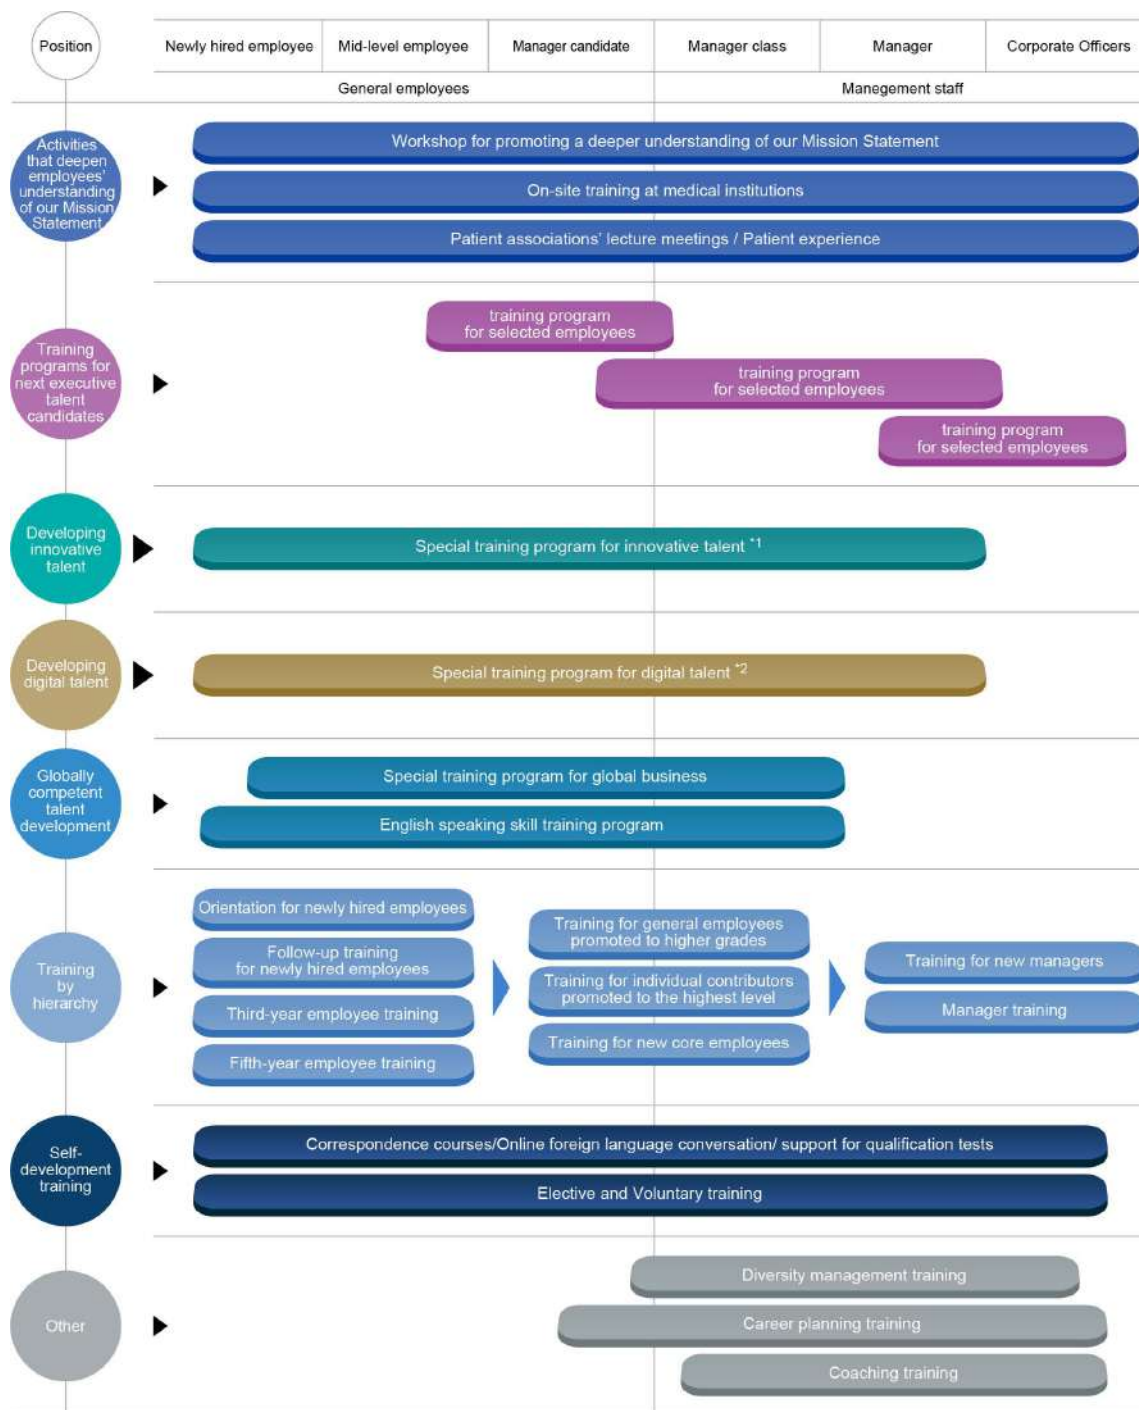 Position
Newly hired employee
Mid-level employee
Manager candidate
Manager class
Manager
Corporate Officers
General employees
Manegement staff
Activities
that deepen
employees'
understanding
of our Mission
Statement
Workshop for promoting a deeper understanding of our Mission Statement
On-site training at medical institutions
Patient associations' lecture meetings / Patient experience
Training
programs for
next executive
talent
candidates
training program
for selected employees
training program
for selected employees
training program
for selected employees
Developing
innovative
talent
Special training program for innovative talent *1
Developing
digital talent
Special training program for digital talent *2
Globally
competent
talent
development
Special training program for global business
English speaking skill training program
Training
by
hierarchy
Orientation for newly hired employees
Follow-up training
for newly hired employees
Third-year employee training
Fifth-year employee training
Training for general employees
promoted to higher grades
Training for individual contributors
promoted to the highest level
Training for new core employees
Training for new managers
Manager training
Self-
development
training
Correspondence courses/Online foreign language conversation/ support for qualification tests
Elective and Voluntary training
Other
Diversity management training
Career planning training
Coaching training